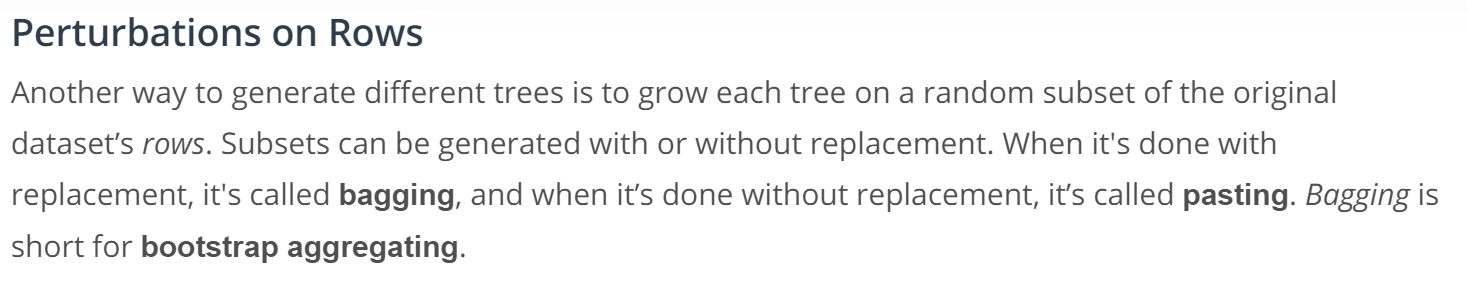 Perturbations on Rows
Another way to generate different trees is to grow each tree on a random subset of the original
dataset’s rows. Subsets can be generated with or without replacement. When it's done with
replacement, it's called bagging, and when it’s done without replacement, it’s called pasting. Bagging is
short for bootstrap aggregating.